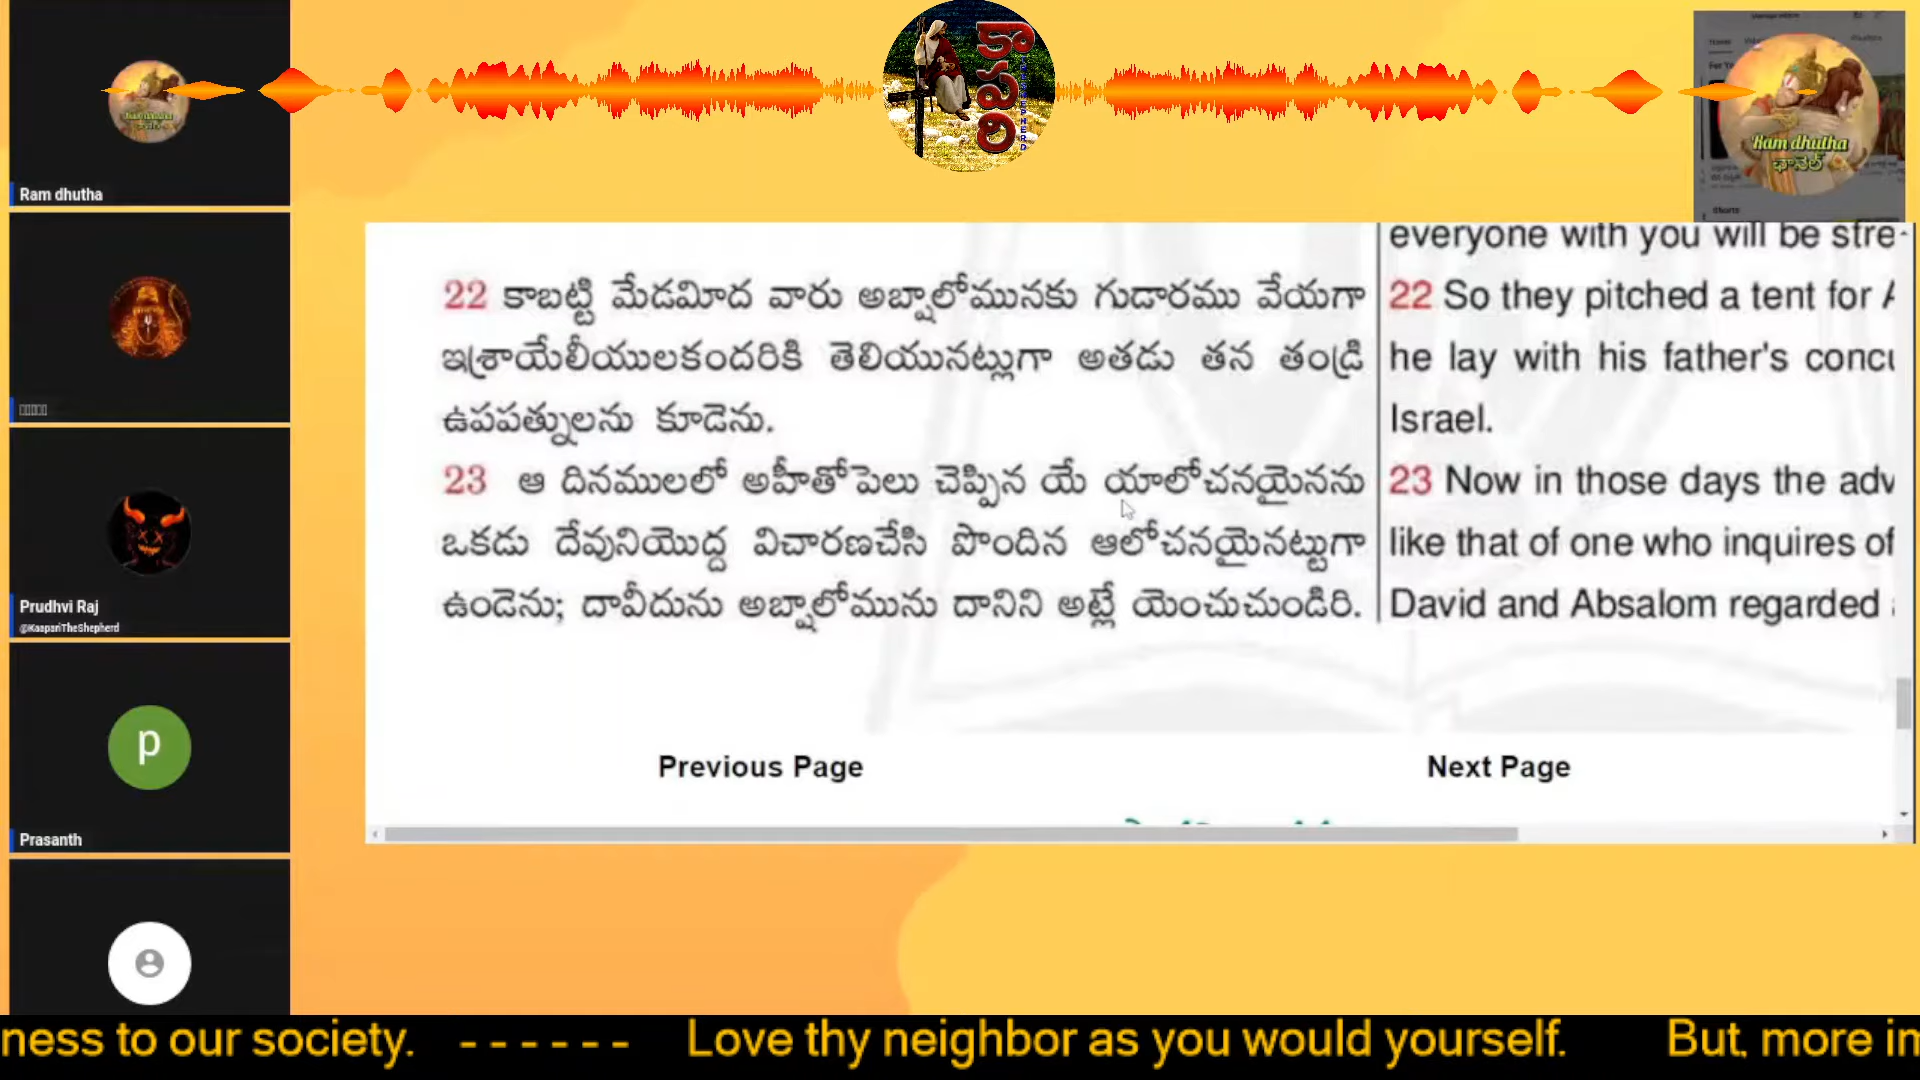 Ram dhutha
Prudhvi Raj
@KaapariTheShepherd
p
Prasanth
కాపరి
Ram dhutha
ఛానెల్
22 కాబట్టి మేడమీద వారు అబ్షాలోమునకు గుడారము వేయగా
ఇశ్రాయేలీయులకందరికి తెలియునట్లుగా అతడు తన తండ్రి
ఉపపత్నులను కూడెను.
23 ఆ దినములలో అహీతోపెలు చెప్పిన యే యాలోచనయైనను
ఒకడు దేవునియొద్ద విచారణచేసి పొందిన ఆలోచనయైనట్టుగా
ఉండెను; దావీదును అబ్షాలోమును దానిని అట్లే యెంచుచుండిరి.
everyone with you will be stre
22 So they pitched a tent for A
he lay with his father's concu
Israel.
23 Now in those days the adv
like that of one who inquires of
David and Absalom regarded
Previous Page
Next Page
ness to our society. ------ Love thy neighbor as you would yourself. But, more im